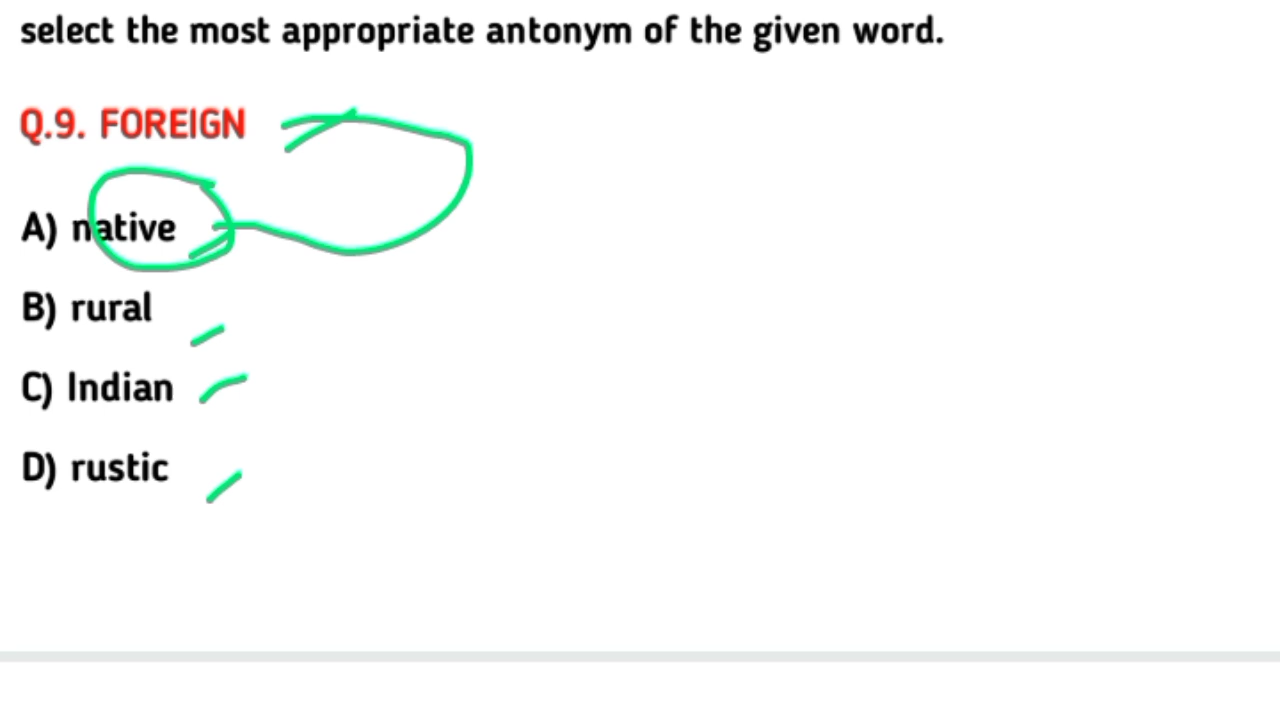 select the most appropriate antonym of the given word.
Q.9. FOREIGN
A) native
B) rural
C) Indian
D) rustic